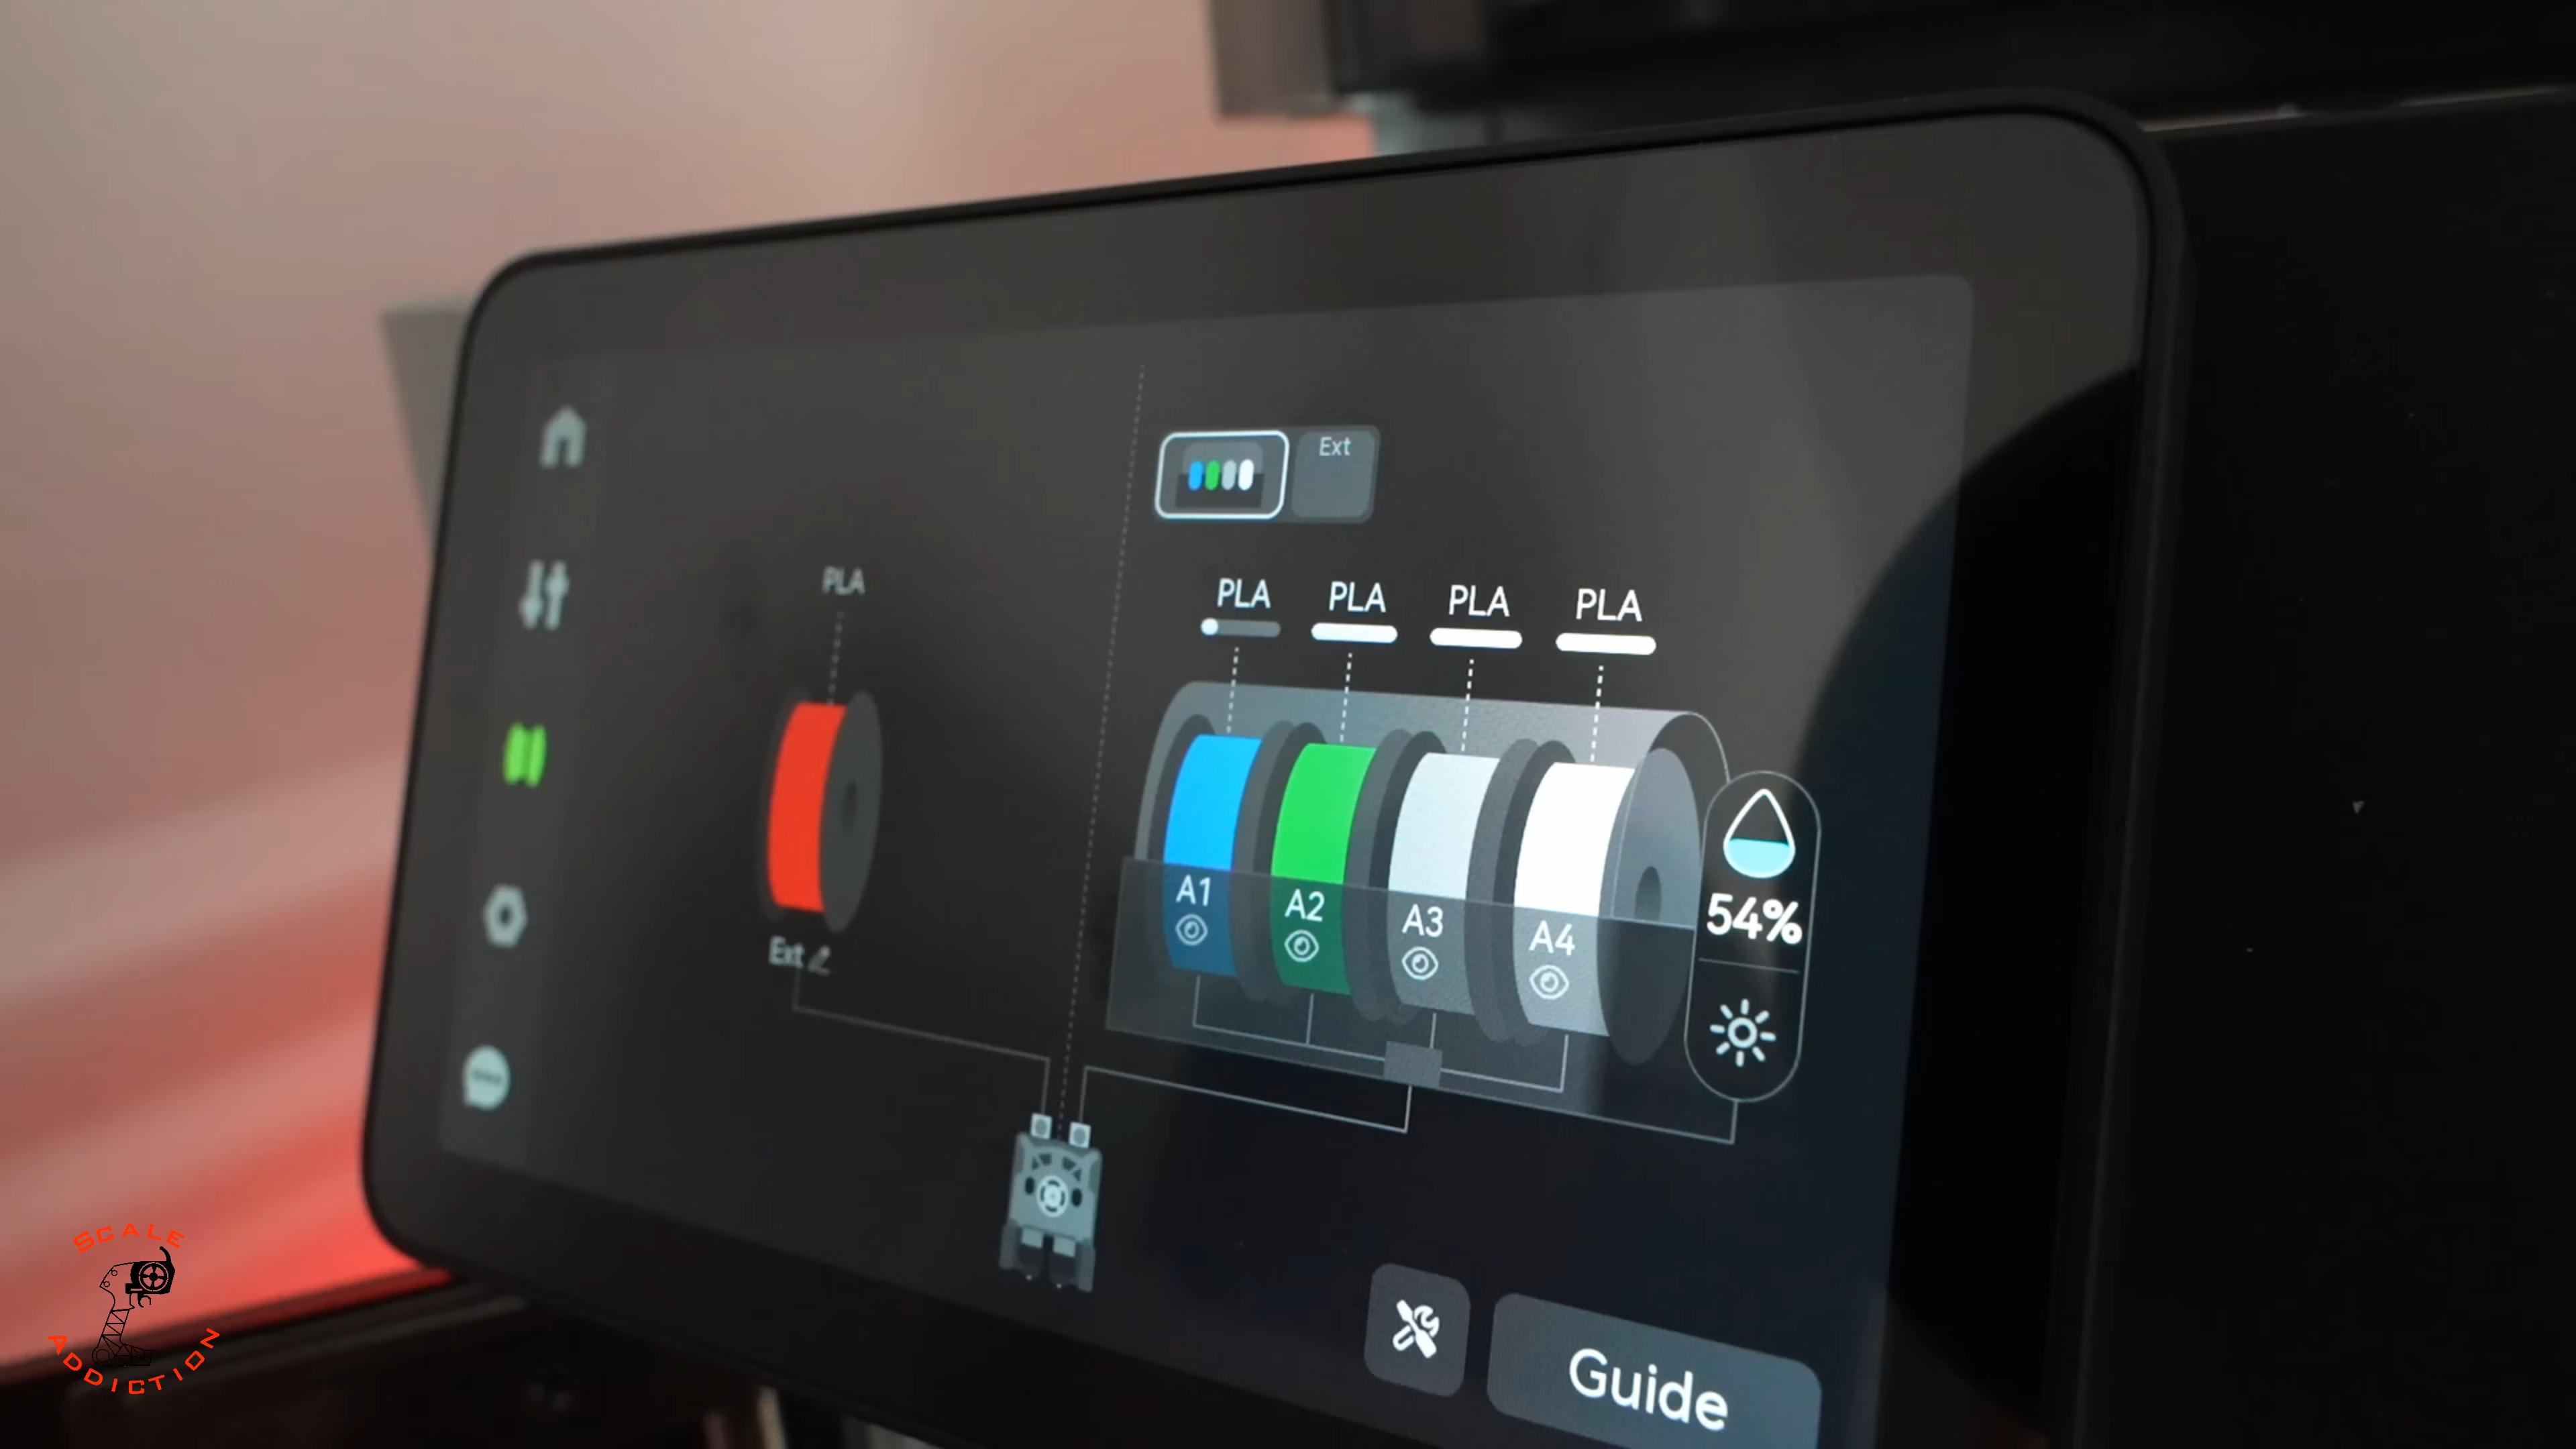 Ext
PLA
PLA PLA PLA PLA
A1 A2 A3 A4
54%
Ext
Guide
SCALE
ADDICTION